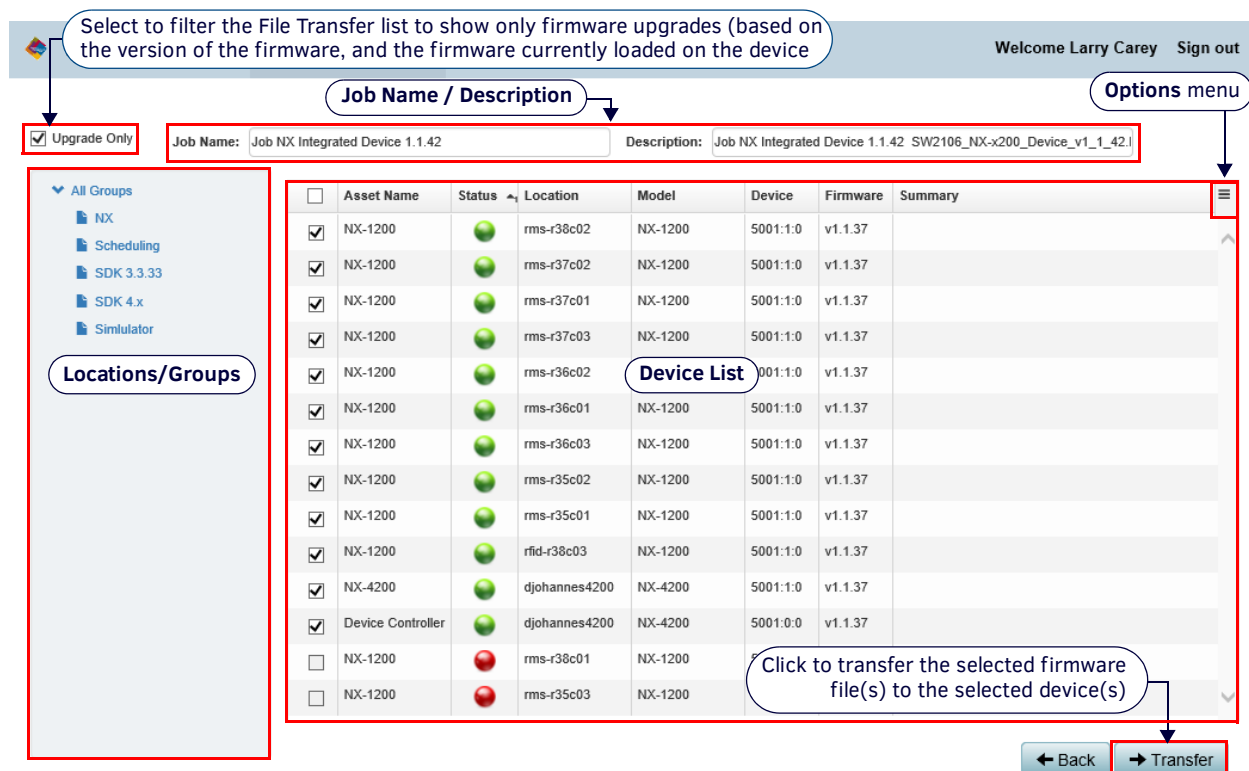 Select to filter the File Transfer list to show only firmware upgrades (based on
the version of the firmware, and the firmware currently loaded on the device
Welcome Larry Carey Sign out
Job Name / Description
Options menu
Upgrade Only
Job Name: Job NX Integrated Device 1.1.42 Description: Job NX Integrated Device 1.1.42 SW2106_NX-x200_Device_v1_1_42.
All Groups
NX
Scheduling
SDK 3.3.33
SDK 4.x
Simlulator
Locations/Groups
Asset Name Status 1 Location Model Device Firmware Summary
NX-1200 rms-r38c02 NX-1200 5001:1:0 v1.1.37
NX-1200 rms-r37c02 NX-1200 5001:1:0 v1.1.37
NX-1200 rms-r37c01 NX-1200 5001:1:0 v1.1.37
NX-1200 rms-r37c03 NX-1200 5001:1:0 v1.1.37
NX-1200 rms-r36c02 001:1:0 v1.1.37
Device List
NX-1200 rms-r36c01 NX-1200 5001:1:0 v1.1.37
NX-1200 rms-r36c03 NX-1200 5001:1:0 v1.1.37
NX-1200 rms-r35c02 NX-1200 5001:1:0 v1.1.37
NX-1200 rms-r35c01 NX-1200 5001:1:0 v1.1.37
NX-1200 rfid-r38c03 NX-1200 5001:1:0 v1.1.37
NX-4200 djohannes4200 NX-4200 5001:1:0 v1.1.37
Device Controller djohannes4200 NX-4200 5001:0:0 v1.1.37
NX-1200 rms-r38c01 NX-1200
NX-1200 rms-r35c03 NX-1200
Click to transfer the selected firmware
file(s) to the selected device(s)
Back Transfer